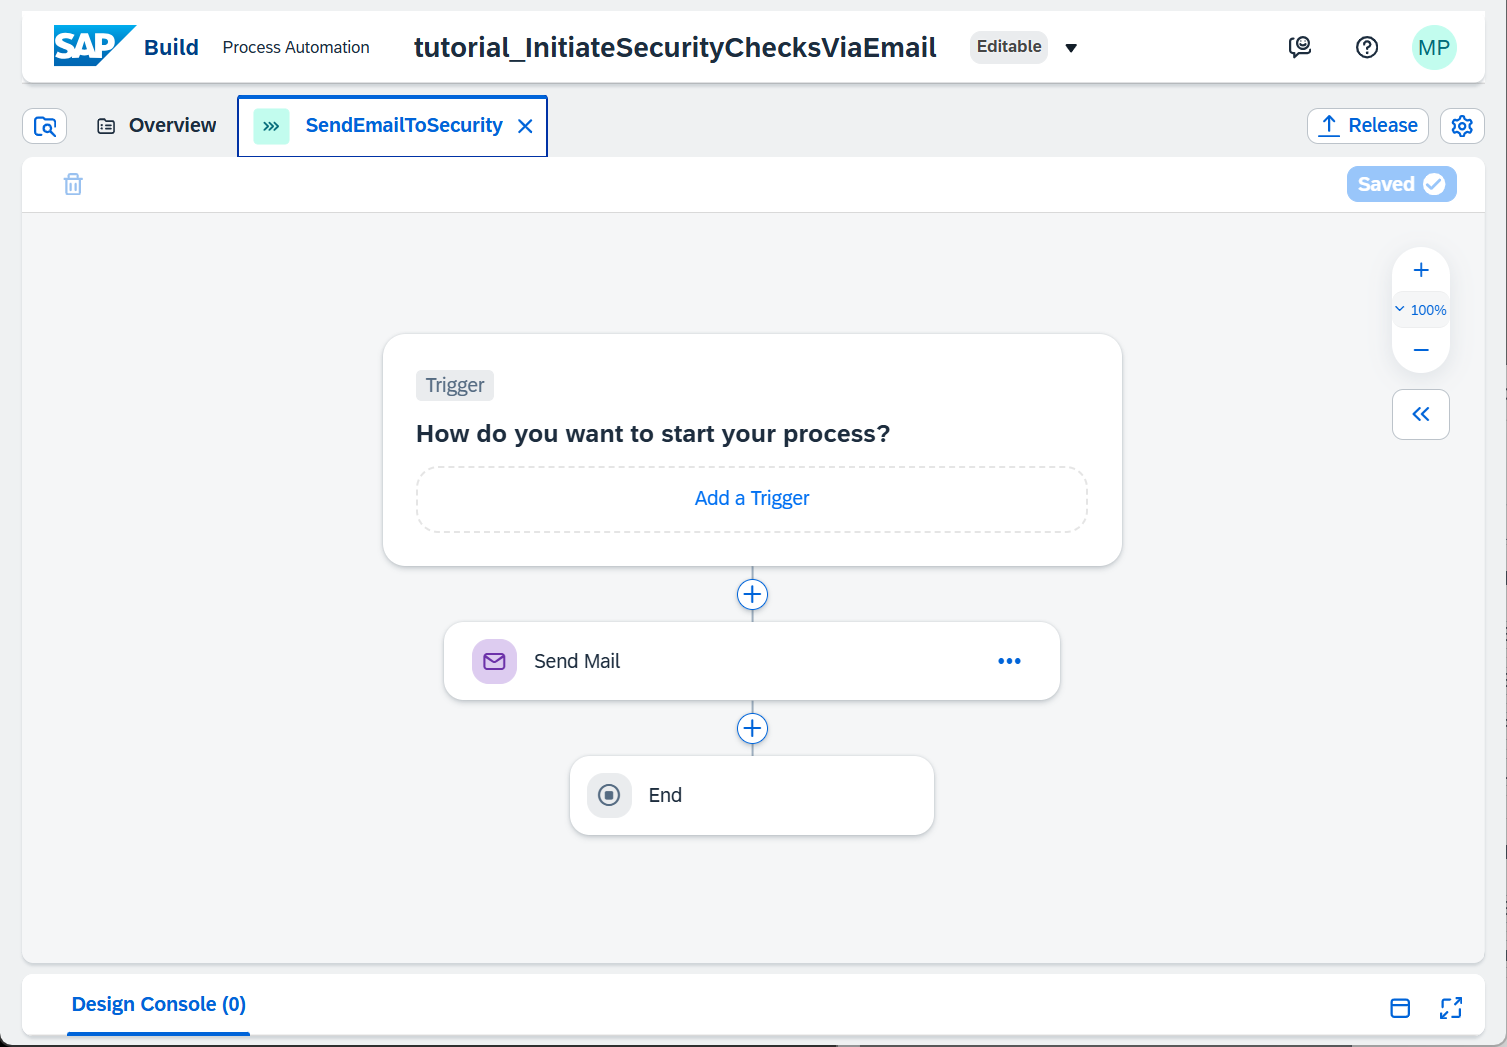 SAP Build Process Automation tutorial_InitiateSecurityChecksViaEmail Editable MP
Overview SendEmailToSecurity Release
Saved
100%
Trigger
How do you want to start your process?
Add a Trigger
Send Mail
End
Design Console (0)